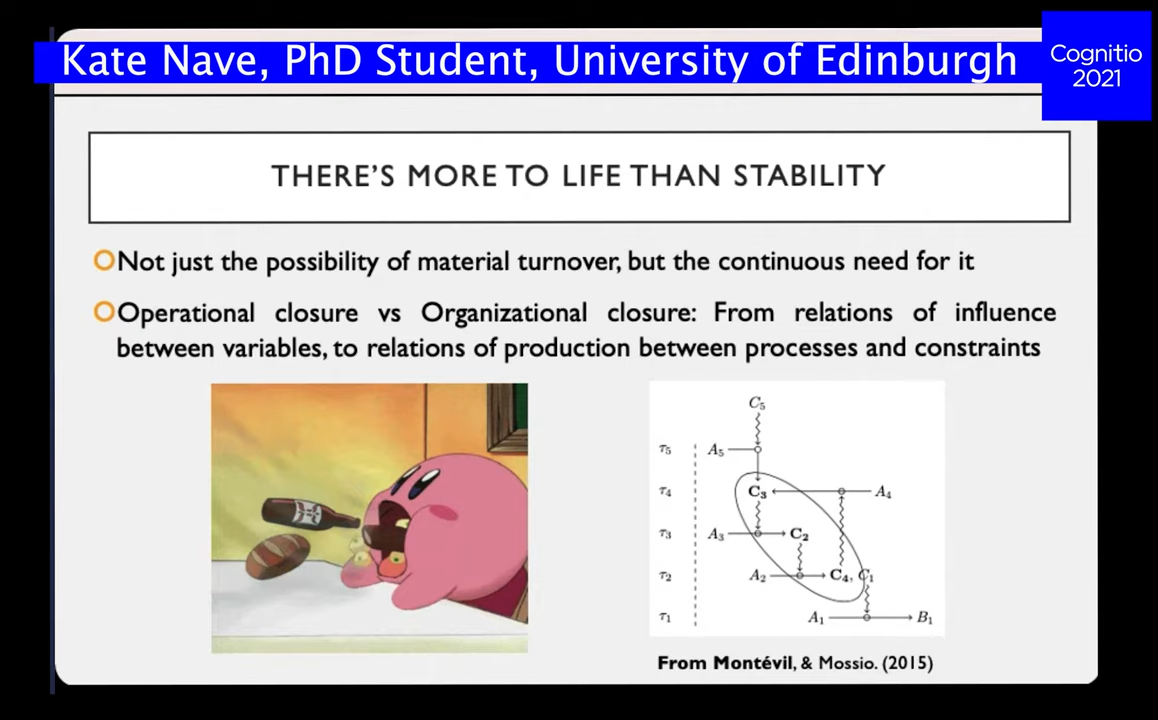 Kate Nave, PhD Student, University of Edinburgh
Cognitio
2021
THERE'S MORE TO LIFE THAN STABILITY
Not just the possibility of material turnover, but the continuous need for it
Operational closure vs Organizational closure: From relations of influence
between variables, to relations of production between processes and constraints
C₅
τ₅ A₅
τ₄ C₃ A₄
τ₃ A₃ C₂
τ₂ A₂ C₄, C₁
τ₁ A₁ B₁
From Montévil, & Mossio. (2015)